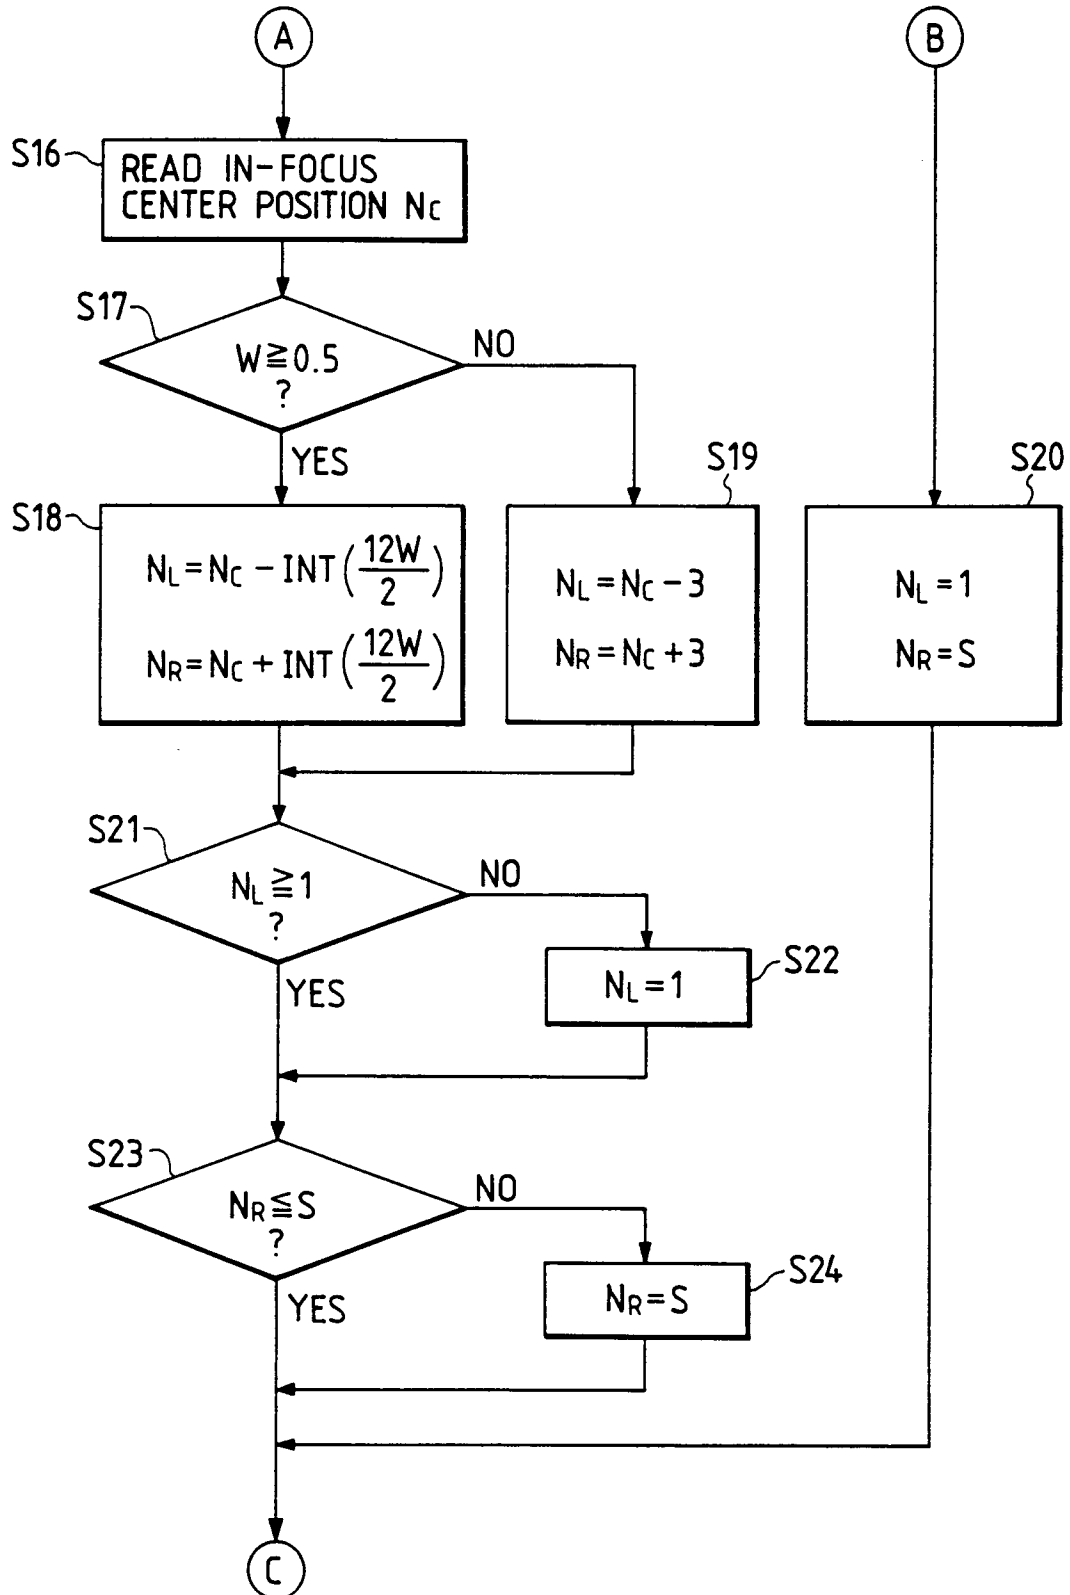 A
B
S16
READ IN-FOCUS
CENTER POSITION NC
S17
W≧0.5
?
NO
YES
S18
NL=NC-INT(12W/2)
NR=NC+INT(12W/2)
S19
NL=NC-3
NR=NC+3
S20
NL=1
NR=S
S21
NL≧1
?
NO
YES
S22
NL=1
S23
NR≦S
?
NO
YES
S24
NR=S
C